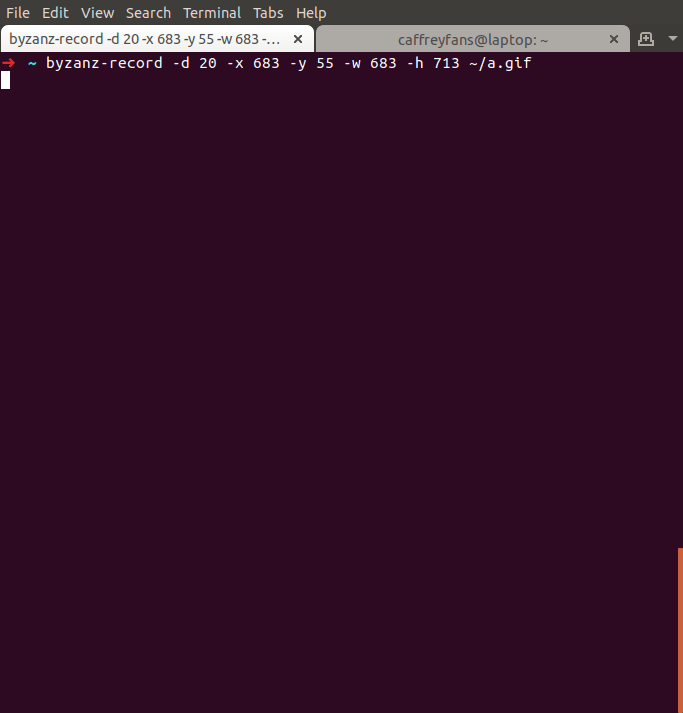 File Edit View Search Terminal Tabs Help
byzanz-record -d 20 -x 683 -y 55 -w 683 -... × caffreyfans@laptop: ~ ×
➜ ~ byzanz-record -d 20 -x 683 -y 55 -w 683 -h 713 ~/a.gif